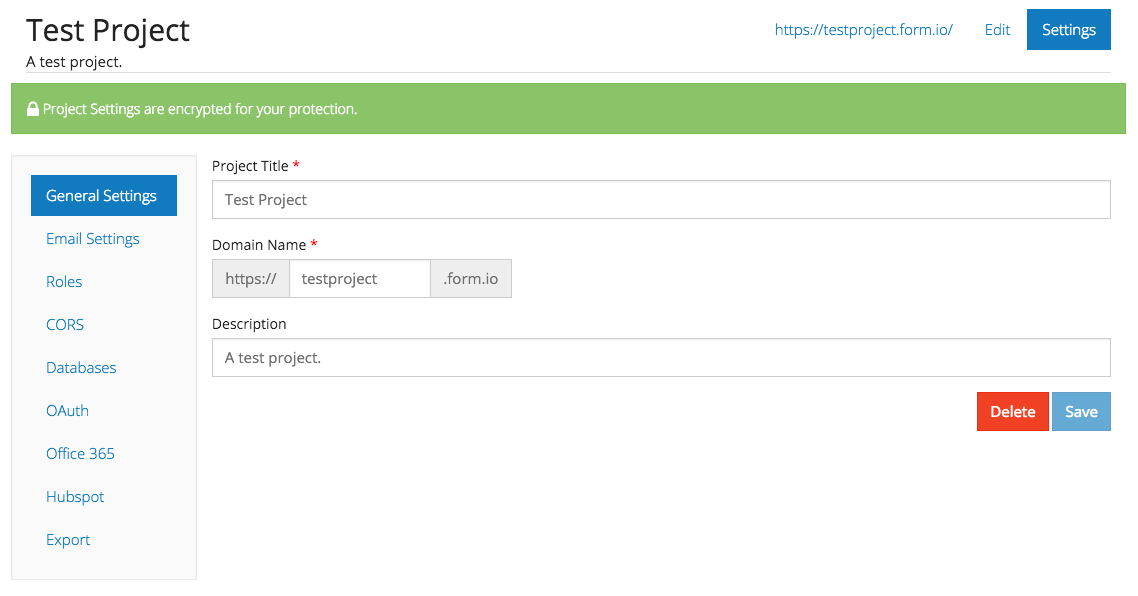 Test Project
https://testproject.form.io/ Edit Settings
A test project.
Project Settings are encrypted for your protection.
General Settings
Email Settings
Roles
CORS
Databases
OAuth
Office 365
Hubspot
Export
Project Title *
Test Project
Domain Name *
https:// testproject .form.io
Description
A test project.
Delete Save